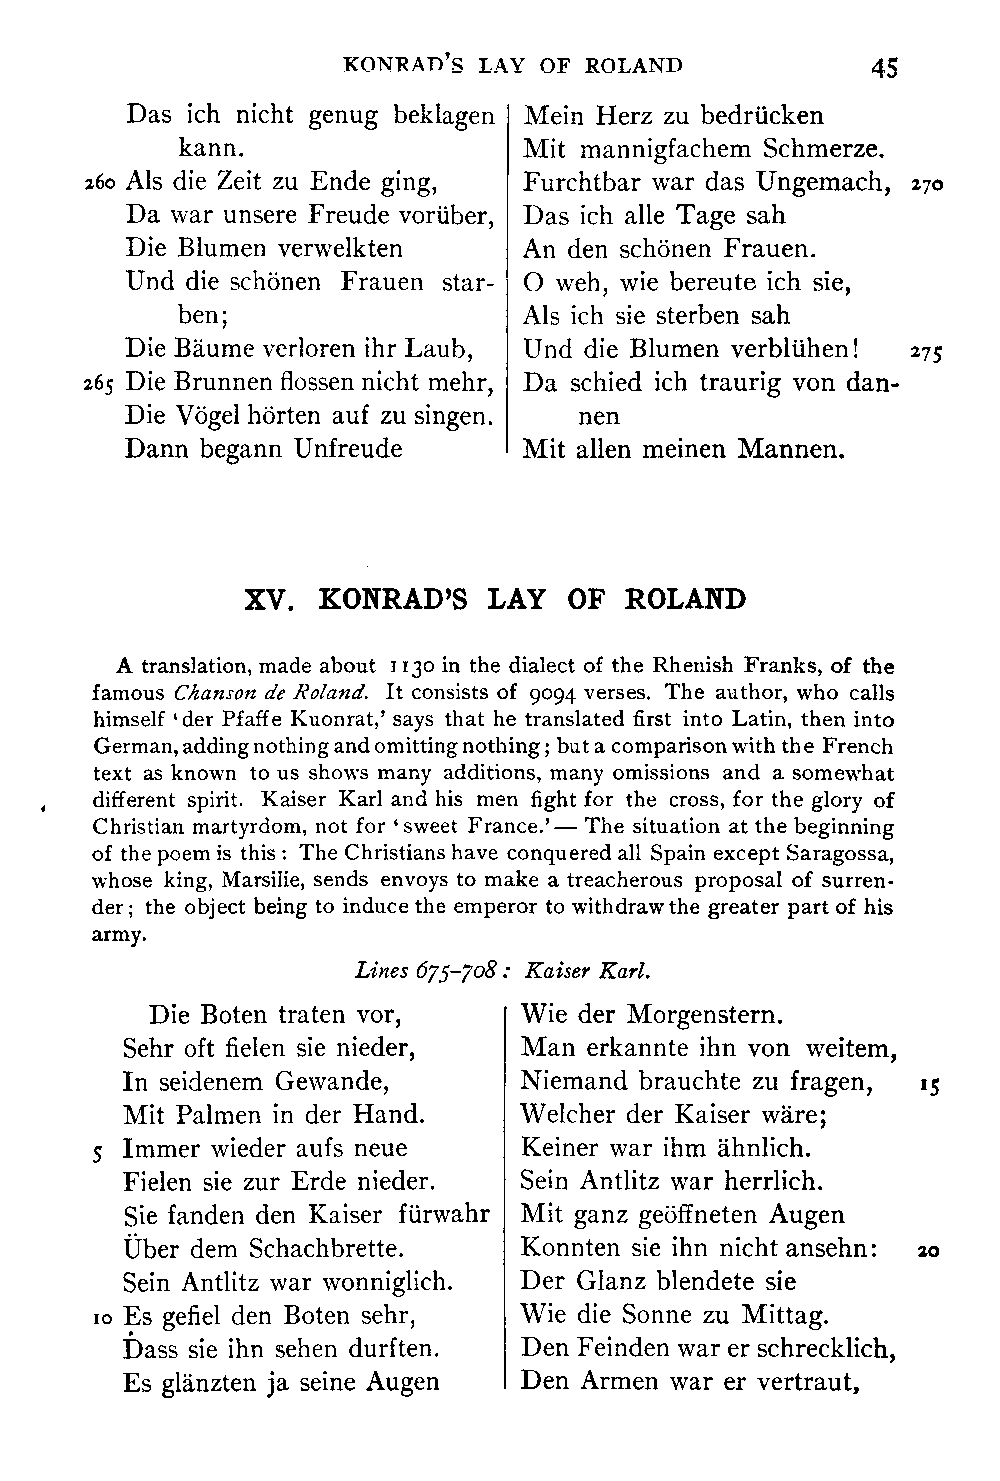 KONRAD'S LAY OF ROLAND 45
Das ich nicht genug beklagen
kann.
260 Als die Zeit zu Ende ging,
Da war unsere Freude vorüber,
Die Blumen verwelkten
Und die schönen Frauen star-
ben;
Die Bäume verloren ihr Laub,
265 Die Brunnen flossen nicht mehr,
Die Vögel hörten auf zu singen.
Dann begann Unfreude
Mein Herz zu bedrücken
Mit mannigfachem Schmerze.
Furchtbar war das Ungemach, 270
Das ich alle Tage sah
An den schönen Frauen.
O weh, wie bereute ich sie,
Als ich sie sterben sah
Und die Blumen verblühen! 275
Da schied ich traurig von dan-
nen
Mit allen meinen Mannen.
XV. KONRAD'S LAY OF ROLAND
A translation, made about 1130 in the dialect of the Rhenish Franks, of the
famous Chanson de Roland. It consists of 9094 verses. The author, who calls
himself ‘der Pfaffe Kuonrat,’ says that he translated first into Latin, then into
German, adding nothing and omitting nothing; but a comparison with the French
text as known to us shows many additions, many omissions and a somewhat
different spirit. Kaiser Karl and his men fight for the cross, for the glory of
Christian martyrdom, not for ‘sweet France.’— The situation at the beginning
of the poem is this: The Christians have conquered all Spain except Saragossa,
whose king, Marsilie, sends envoys to make a treacherous proposal of surren-
der; the object being to induce the emperor to withdraw the greater part of his
army.
Lines 675–708: Kaiser Karl.
Die Boten traten vor,
Sehr oft fielen sie nieder,
In seidenem Gewande,
Mit Palmen in der Hand.
5 Immer wieder aufs neue
Fielen sie zur Erde nieder.
Sie fanden den Kaiser fürwahr
Über dem Schachbrette.
Sein Antlitz war wonniglich.
10 Es gefiel den Boten sehr,
Dass sie ihn sehen durften.
Es glänzten ja seine Augen
Wie der Morgenstern.
Man erkannte ihn von weitem,
Niemand brauchte zu fragen, 15
Welcher der Kaiser wäre;
Keiner war ihm ähnlich.
Sein Antlitz war herrlich.
Mit ganz geöffneten Augen
Konnten sie ihn nicht ansehn: 20
Der Glanz blendete sie
Wie die Sonne zu Mittag.
Den Feinden war er schrecklich,
Den Armen war er vertraut,